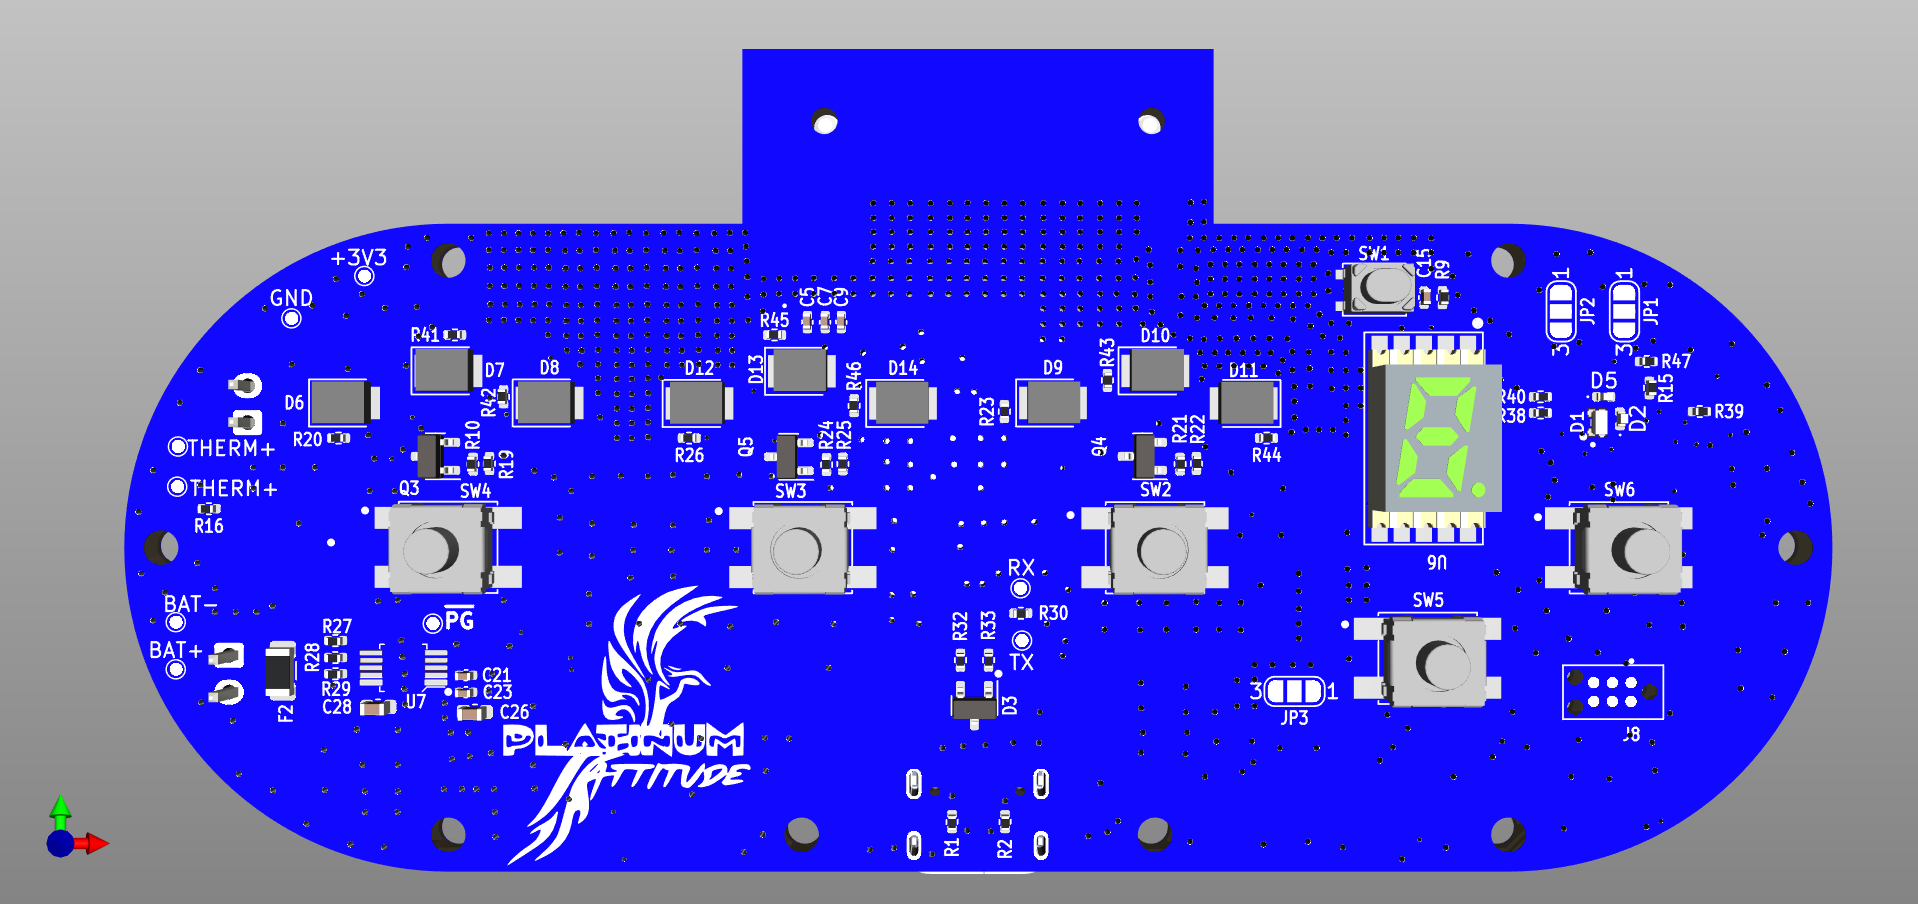 +3V3
GND
SW1
C15
R9
1
JP2
3
1
JP1
3
C5
C7
C9
R45
R41
D7
D8
D12
D13
R46
D14
D9
R43
D10
D11
R47
R15
D5
D1
D2
R39
R40
R38
D6
R42
R20
R10
R19
R26
Q5
R24
R25
R23
Q4
R21
R22
R44
THERM+
THERM+
Q3
SW4
SW3
SW2
SW6
R16
U6
RX
R30
TX
SW5
BAT-
PG
BAT+
R27
R28
R29
C28
U7
C21
C23
C26
F2
R32
R33
D3
3
1
JP3
J8
PLATINUM
ATTITUDE
R1
R2